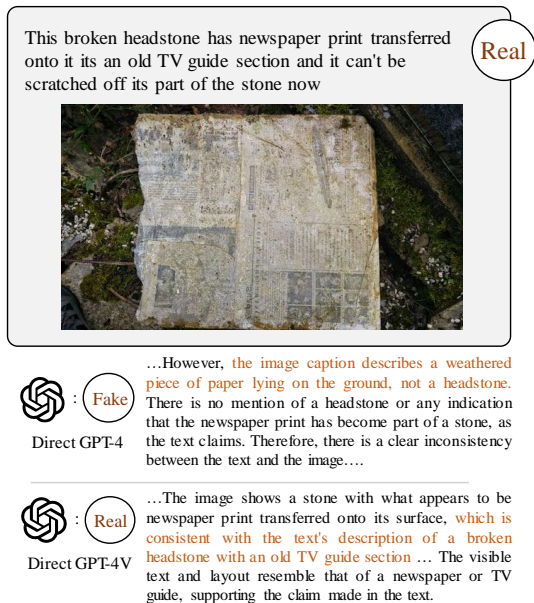 This broken headstone has newspaper print transferred
onto it its an old TV guide section and it can't be
scratched off its part of the stone now
Real
…However, the image caption describes a weathered
piece of paper lying on the ground, not a headstone.
There is no mention of a headstone or any indication
that the newspaper print has become part of a stone, as
the text claims. Therefore, there is a clear inconsistency
between the text and the image….
: Fake
Direct GPT-4
…The image shows a stone with what appears to be
newspaper print transferred onto its surface, which is
consistent with the text's description of a broken
headstone with an old TV guide section … The visible
text and layout resemble that of a newspaper or TV
guide, supporting the claim made in the text.
: Real
Direct GPT-4V